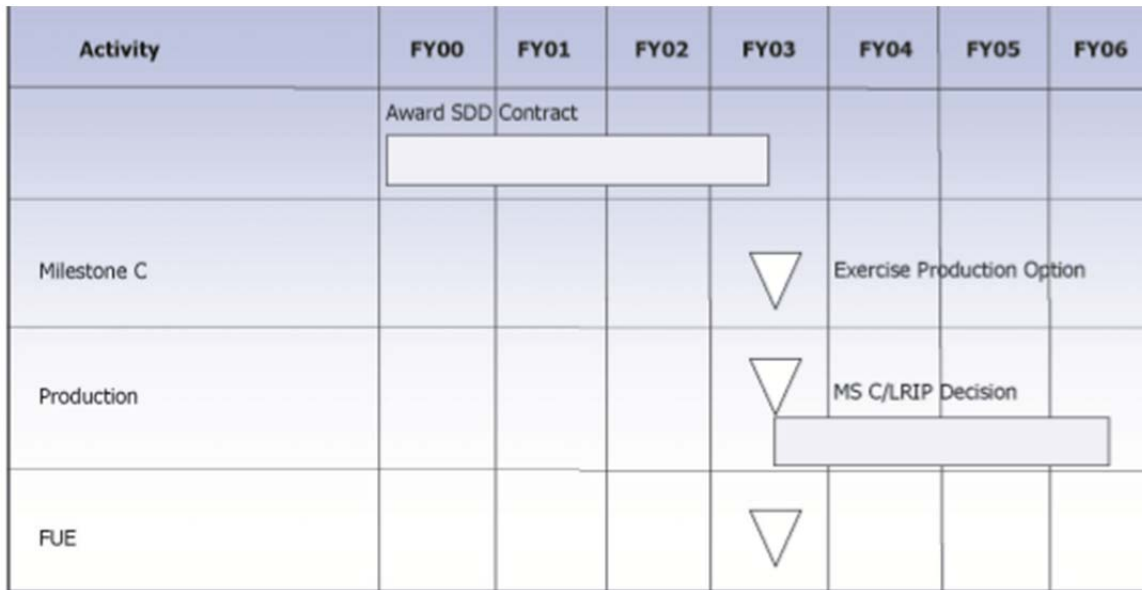 Activity FY00 FY01 FY02 FY03 FY04 FY05 FY06
Award SDD Contract
Milestone C Exercise Production Option
Production MS C/LRIP Decision
FUE